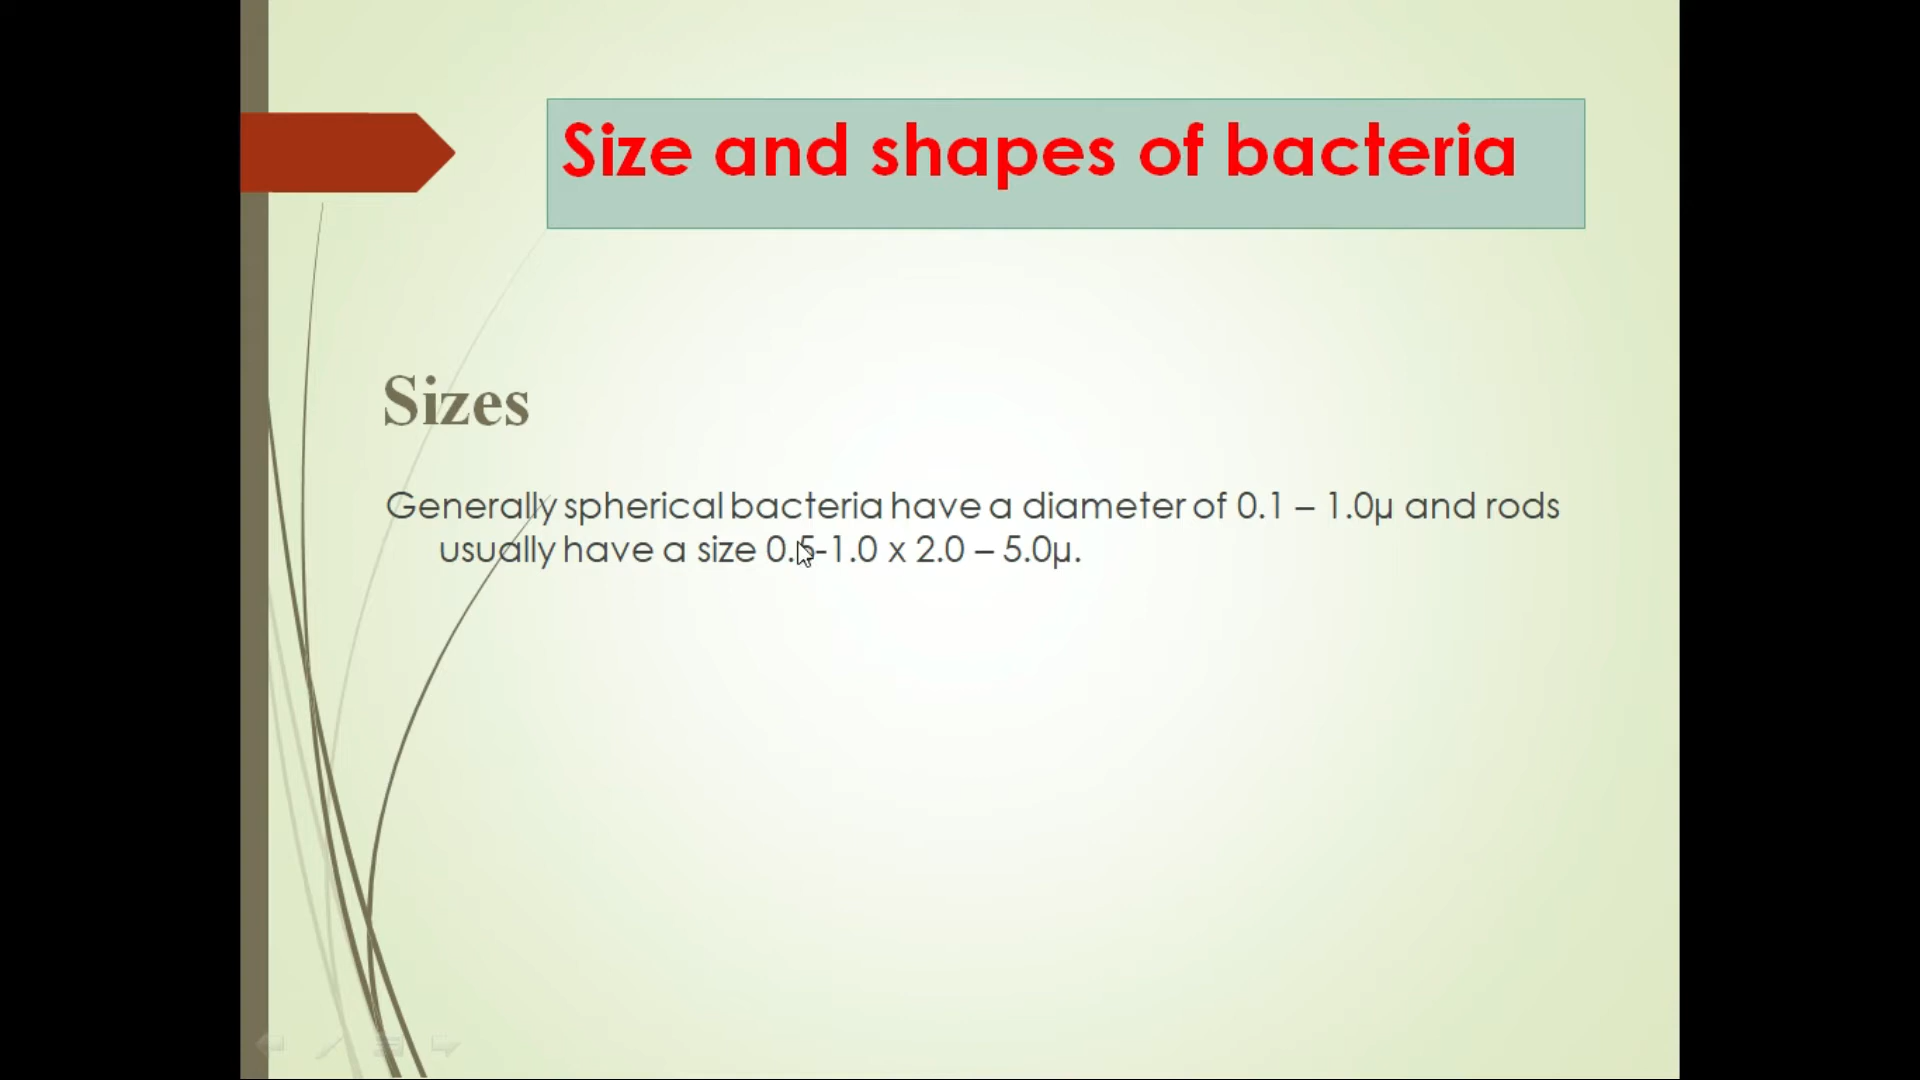 Size and shapes of bacteria
Sizes
Generally spherical bacteria have a diameter of 0.1 – 1.0µ and rods
usually have a size 0.5-1.0 x 2.0 – 5.0µ.